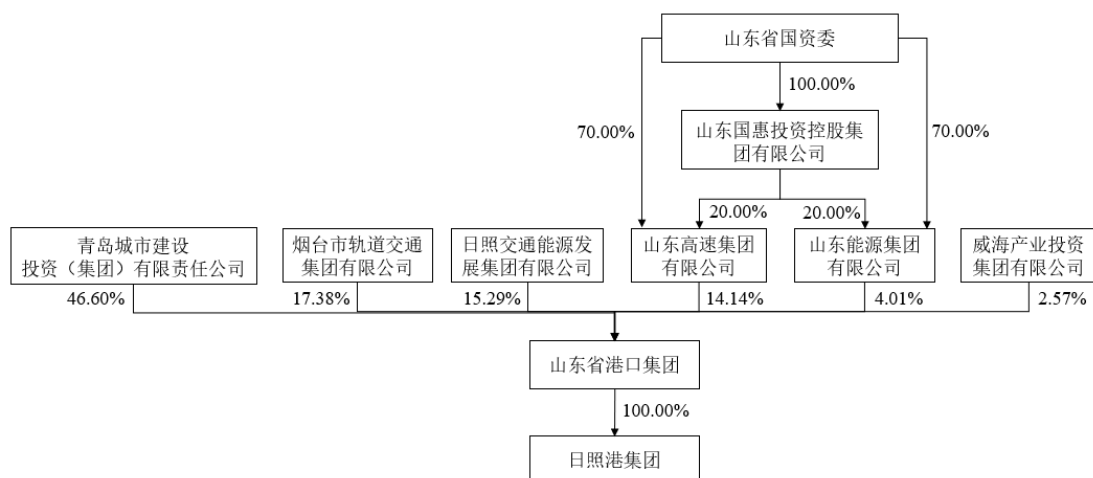 山东省国资委
100.00%
70.00%
70.00%
山东国惠投资控股集
团有限公司
20.00%
20.00%
青岛城市建设
投资（集团）有限责任公司
烟台市轨道交通
集团有限公司
日照交通能源发
展集团有限公司
山东高速集团
有限公司
山东能源集团
有限公司
威海产业投资
集团有限公司
46.60%
17.38%
15.29%
14.14%
4.01%
2.57%
山东省港口集团
100.00%
日照港集团